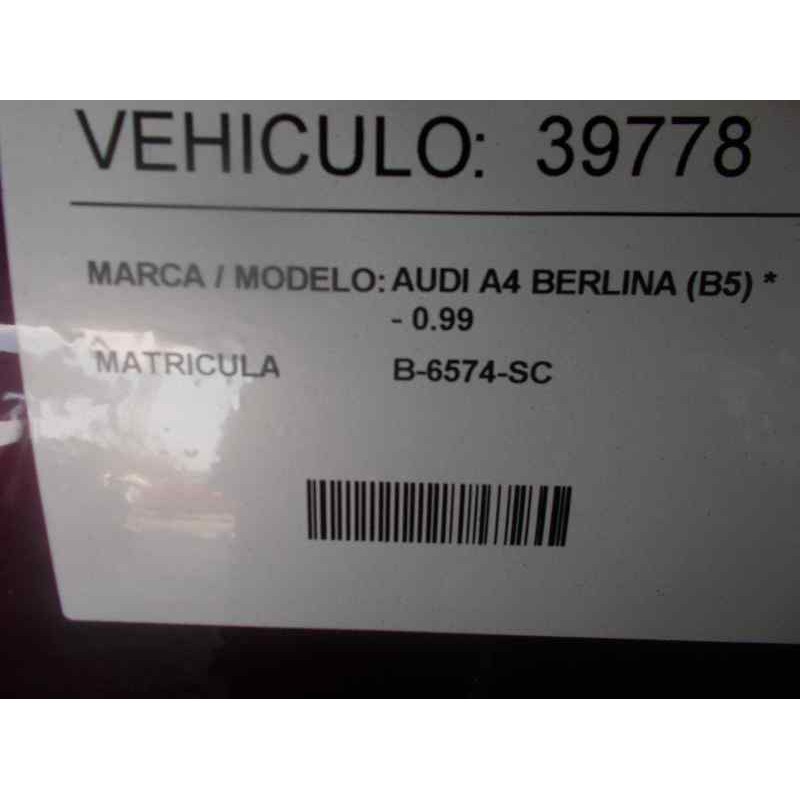 VEHICULO: 39778
MARCA / MODELO: AUDI A4 BERLINA (B5) *
- 0.99
MATRICULA B-6574-SC